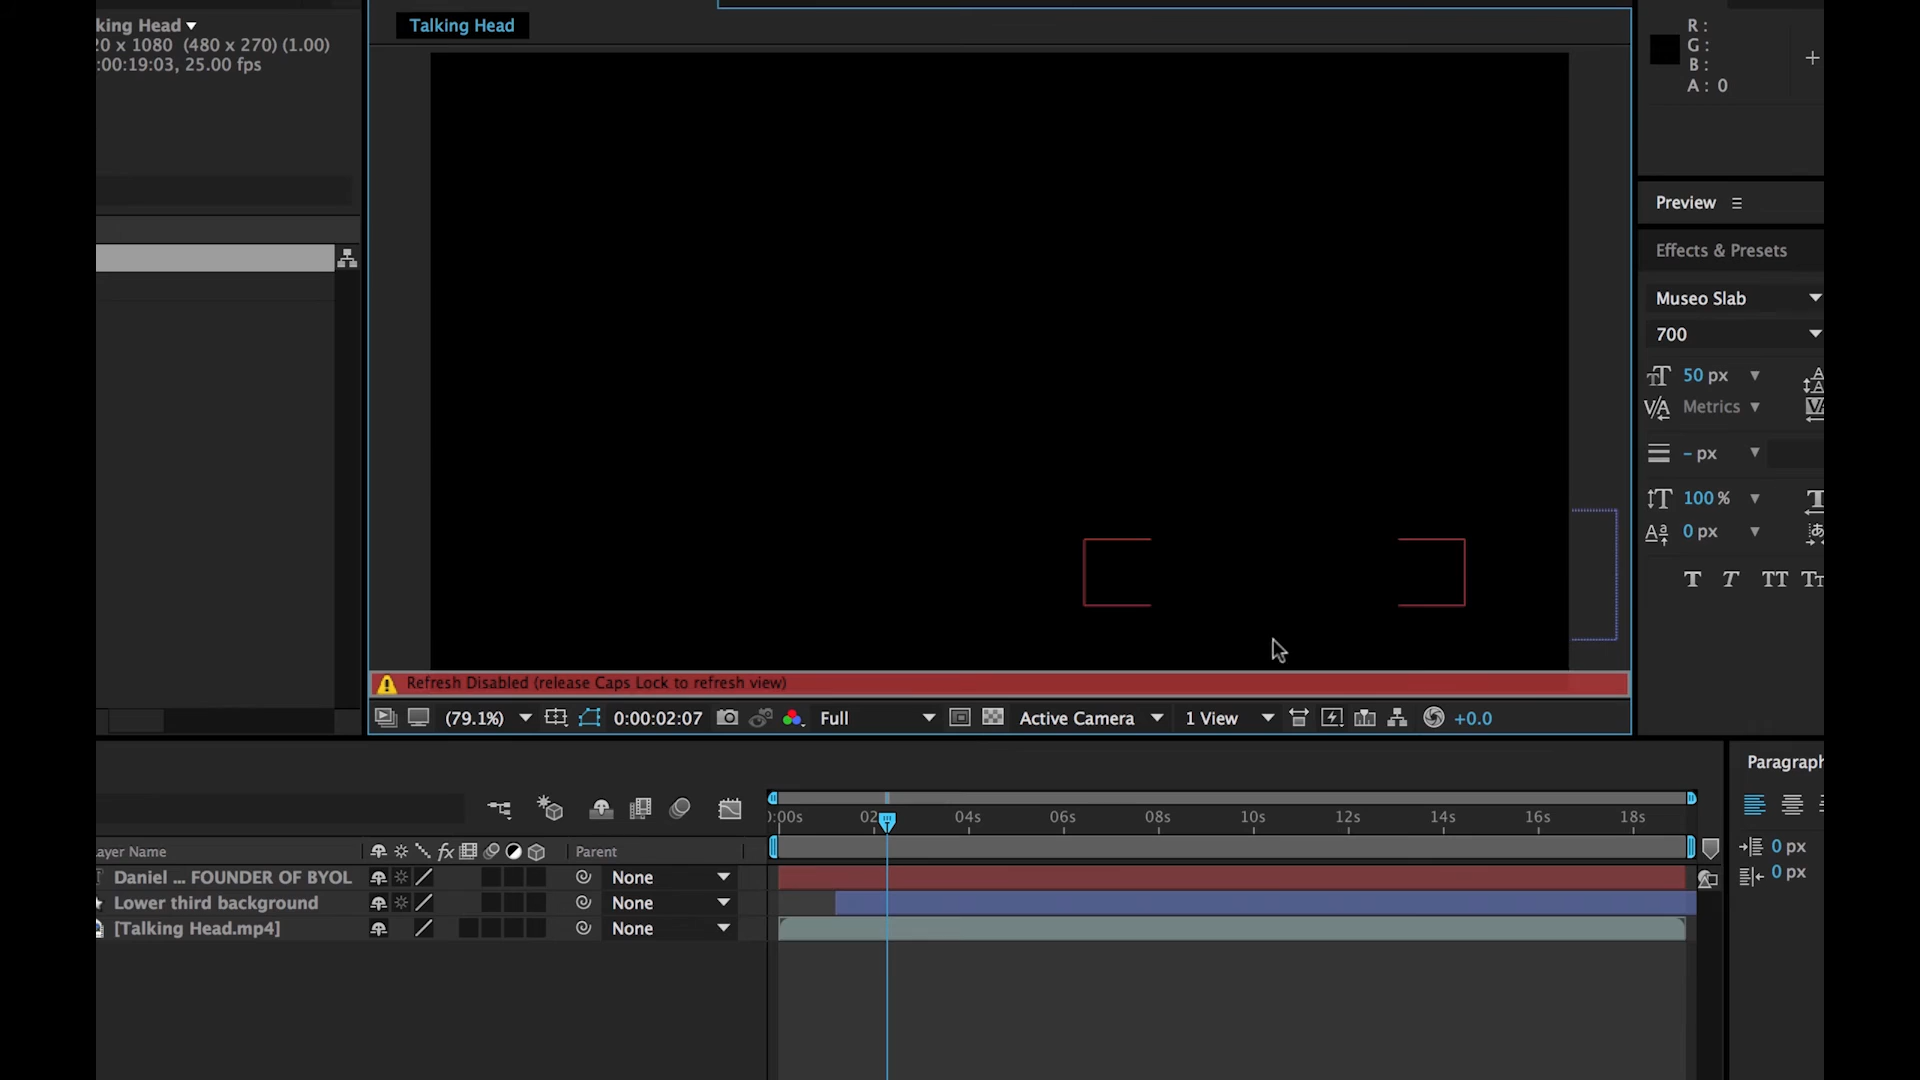 king Head
20 x 1080 (480 x 270) (1.00)
:00:19:03, 25.00 fps
Talking Head
R :
G :
B :
A : 0
+
Preview
Effects & Presets
Museo Slab
700
50 px
Metrics
- px
100 %
0 px
T T TT Tт
Refresh Disabled (release Caps Lock to refresh view)
(79.1%) 0:00:02:07 Full Active Camera 1 View +0.0
Paragraph
0 px
0 px
):00s 02 04s 06s 08s 10s 12s 14s 16s 18s
ayer Name fx Parent
Daniel ... FOUNDER OF BYOL None
Lower third background None
[Talking Head.mp4] None